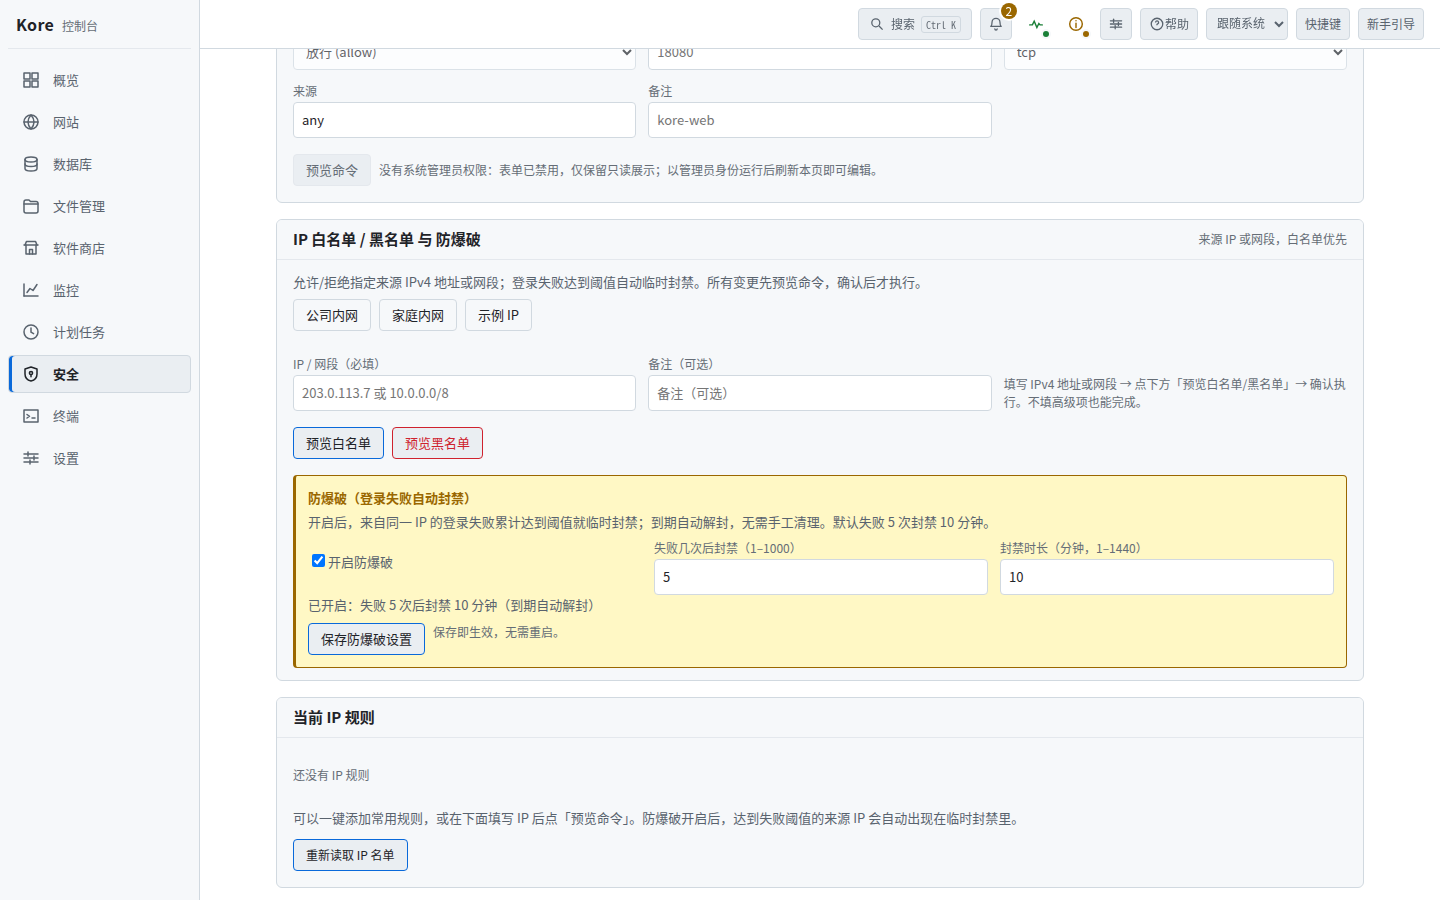 Kore 控制台
搜索 Ctrl K
2
帮助
跟随系统
快捷键
新手引导
概览
网站
数据库
文件管理
软件商店
监控
计划任务
安全
终端
设置
放行 (allow)
18080
tcp
来源
备注
any
kore-web
预览命令
没有系统管理员权限：表单已禁用，仅保留只读展示；以管理员身份运行后刷新本页即可编辑。
IP 白名单 / 黑名单 与 防爆破
来源 IP 或网段，白名单优先
允许/拒绝指定来源 IPv4 地址或网段；登录失败达到阈值自动临时封禁。所有变更先预览命令，确认后才执行。
公司内网
家庭内网
示例 IP
IP / 网段（必填）
备注（可选）
203.0.113.7 或 10.0.0.0/8
备注（可选）
填写 IPv4 地址或网段 → 点下方「预览白名单/黑名单」→ 确认执
行。不填高级项也能完成。
预览白名单
预览黑名单
防爆破（登录失败自动封禁）
开启后，来自同一 IP 的登录失败累计达到阈值就临时封禁；到期自动解封，无需手工清理。默认失败 5 次封禁 10 分钟。
开启防爆破
失败几次后封禁（1–1000）
封禁时长（分钟，1–1440）
5
10
已开启：失败 5 次后封禁 10 分钟（到期自动解封）
保存防爆破设置
保存即生效，无需重启。
当前 IP 规则
还没有 IP 规则
可以一键添加常用规则，或在下面填写 IP 后点「预览命令」。防爆破开启后，达到失败阈值的来源 IP 会自动出现在临时封禁里。
重新读取 IP 名单